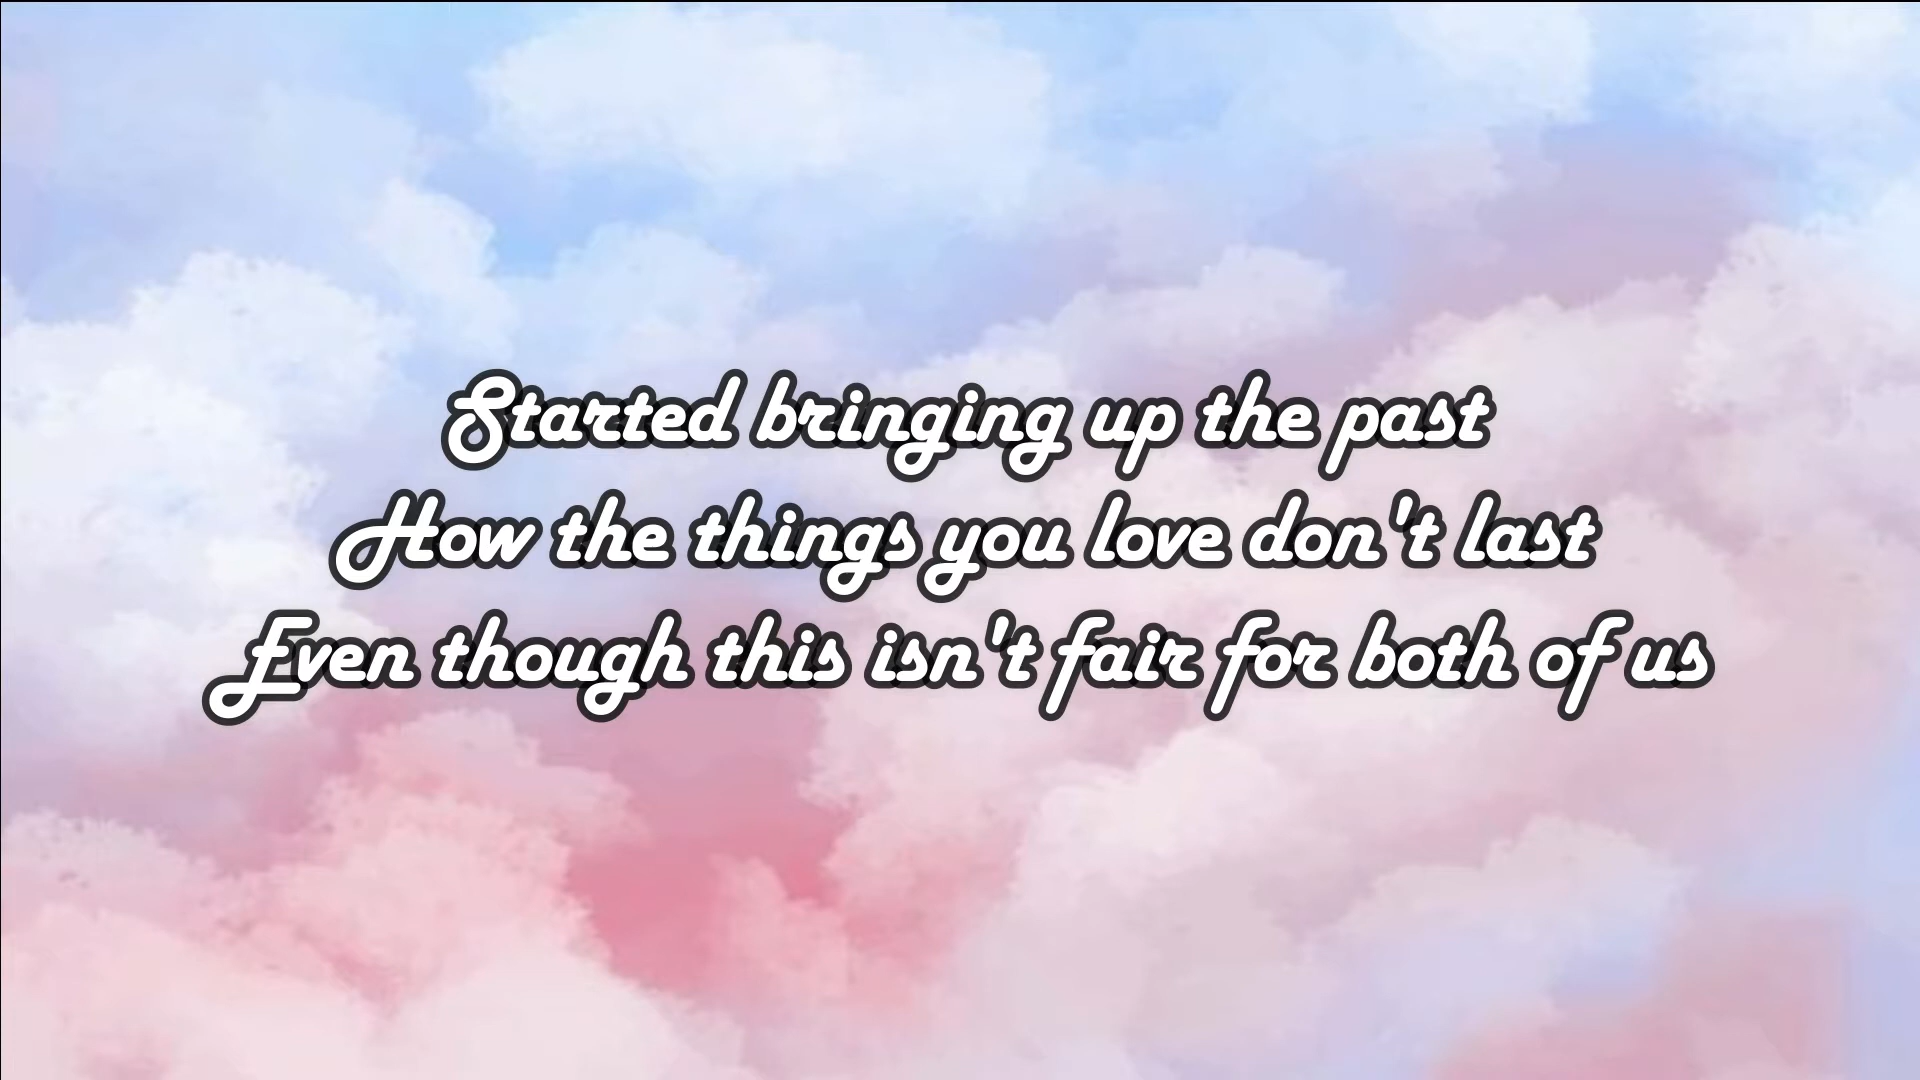 Started bringing up the past
How the things you love don't last
Even though this isn't fair for both of us